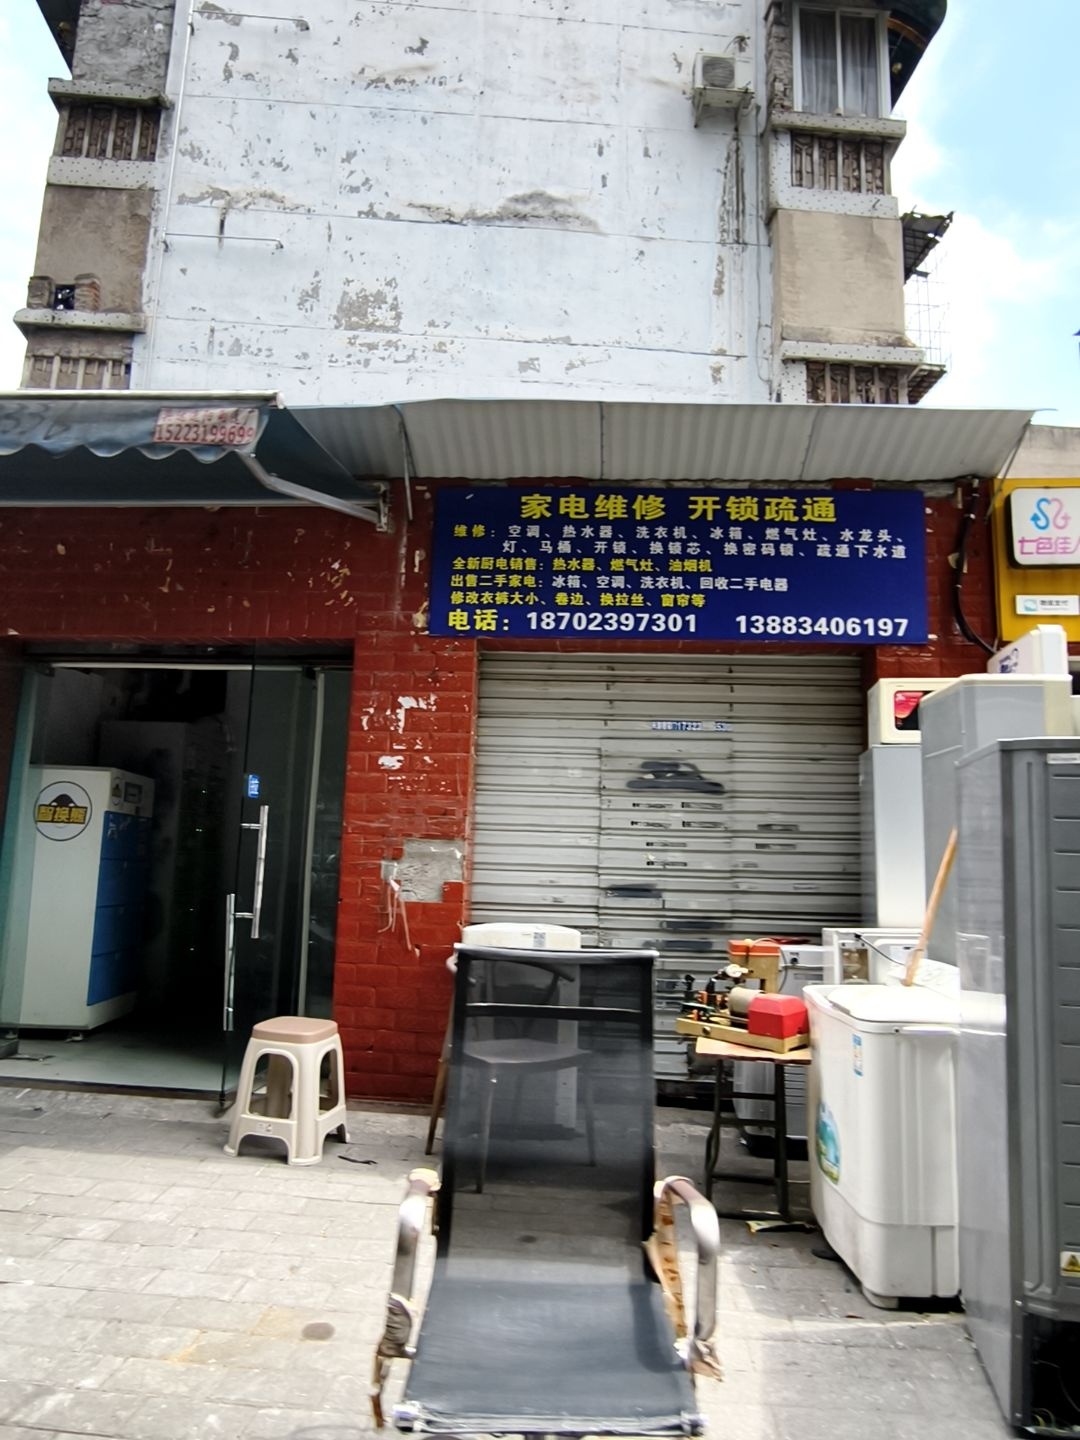 15223199699
家电维修 开锁疏通
维修：空调、热水器、洗衣机、冰箱、燃气灶、水龙头、
灯、马桶、开锁、换锁芯、换密码锁、疏通下水道
全新厨电销售：热水器、燃气灶、油烟机
出售二手家电：冰箱、空调、洗衣机、回收二手电器
修改衣裤大小、卷边、换拉丝、窗帘等
电话：18702397301 13883406197
七色佳人
智换熊